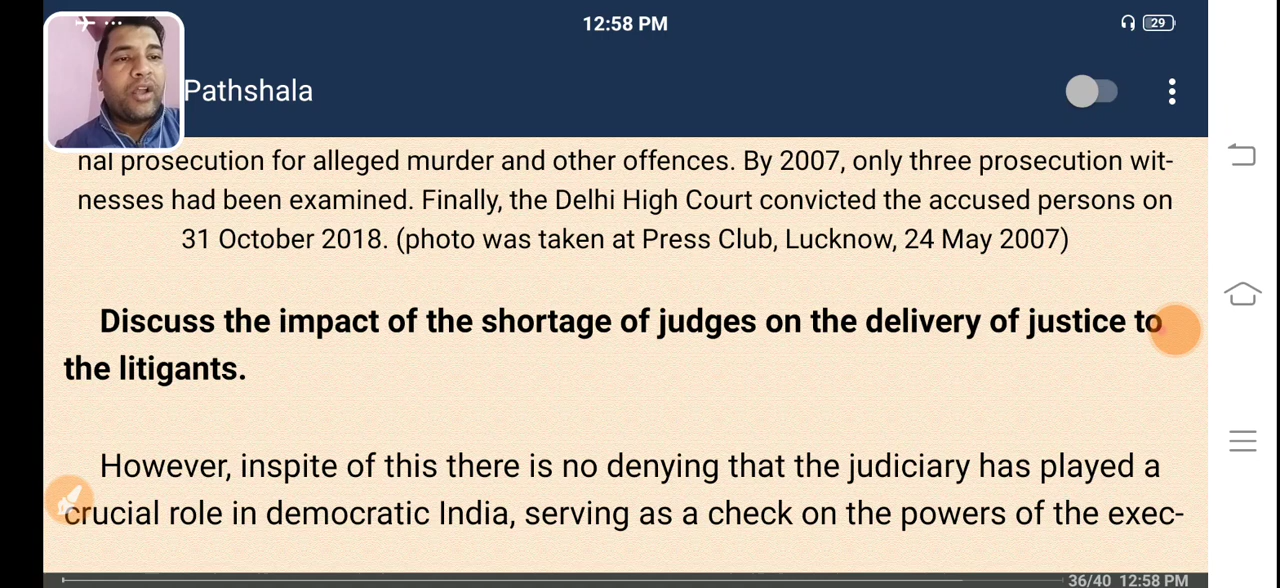 12:58 PM
29
Pathshala
nal prosecution for alleged murder and other offences. By 2007, only three prosecution wit-
nesses had been examined. Finally, the Delhi High Court convicted the accused persons on
31 October 2018. (photo was taken at Press Club, Lucknow, 24 May 2007)
Discuss the impact of the shortage of judges on the delivery of justice to
the litigants.
However, inspite of this there is no denying that the judiciary has played a
crucial role in democratic India, serving as a check on the powers of the exec-
36/40 12:58 PM